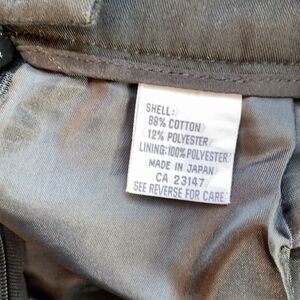 SHELL:
88% COTTON
12% POLYESTER
LINING:100%POLYESTER
MADE IN JAPAN
CA 23147
SEE REVERSE FOR CARE